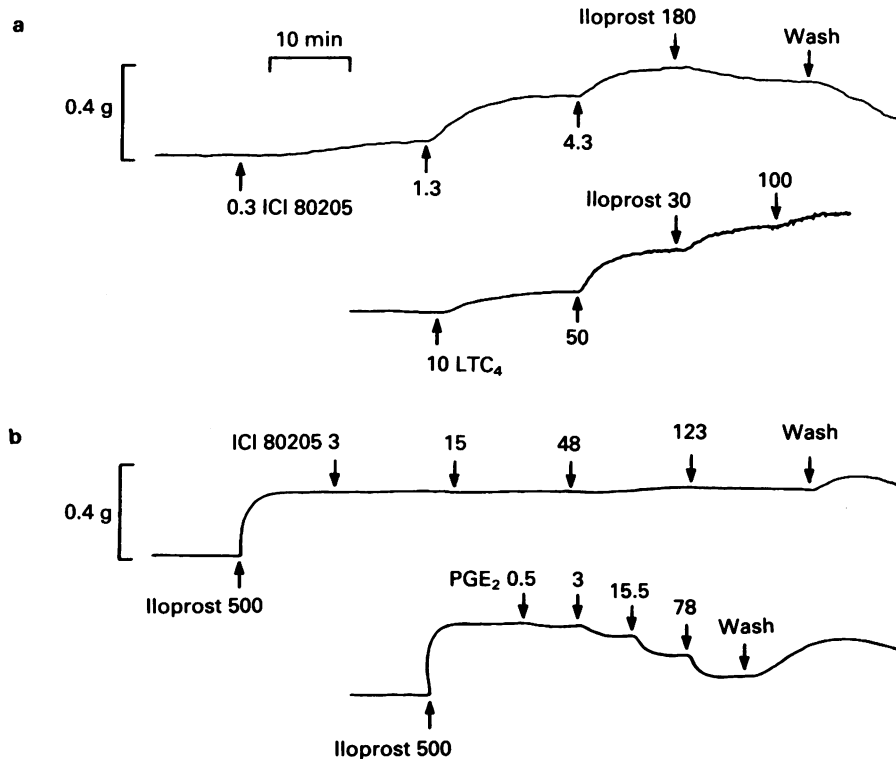 a
Iloprost 180
10 min
Wash
0.4 g
4.3
1.3
0.3 ICI 80205
100
Iloprost 30
50
10 LTC₄
b
ICI 80205 3 15 48 123 Wash
0.4 g
Iloprost 500
PGE₂ 0.5 3 15.5 78 Wash
Iloprost 500